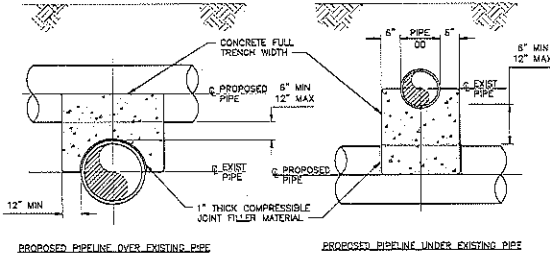 6" PIPE 6"
OD
CONCRETE FULL
TRENCH WIDTH
6" MIN
12" MAX
℄ PROPOSED
PIPE
6" MIN
12" MAX
℄ EXIST
PIPE
℄ EXIST
PIPE
℄ PROPOSED
PIPE
12" MIN
1" THICK COMPRESSIBLE
JOINT FILLER MATERIAL
PROPOSED PIPELINE OVER EXISTING PIPE
PROPOSED PIPELINE UNDER EXISTING PIPE